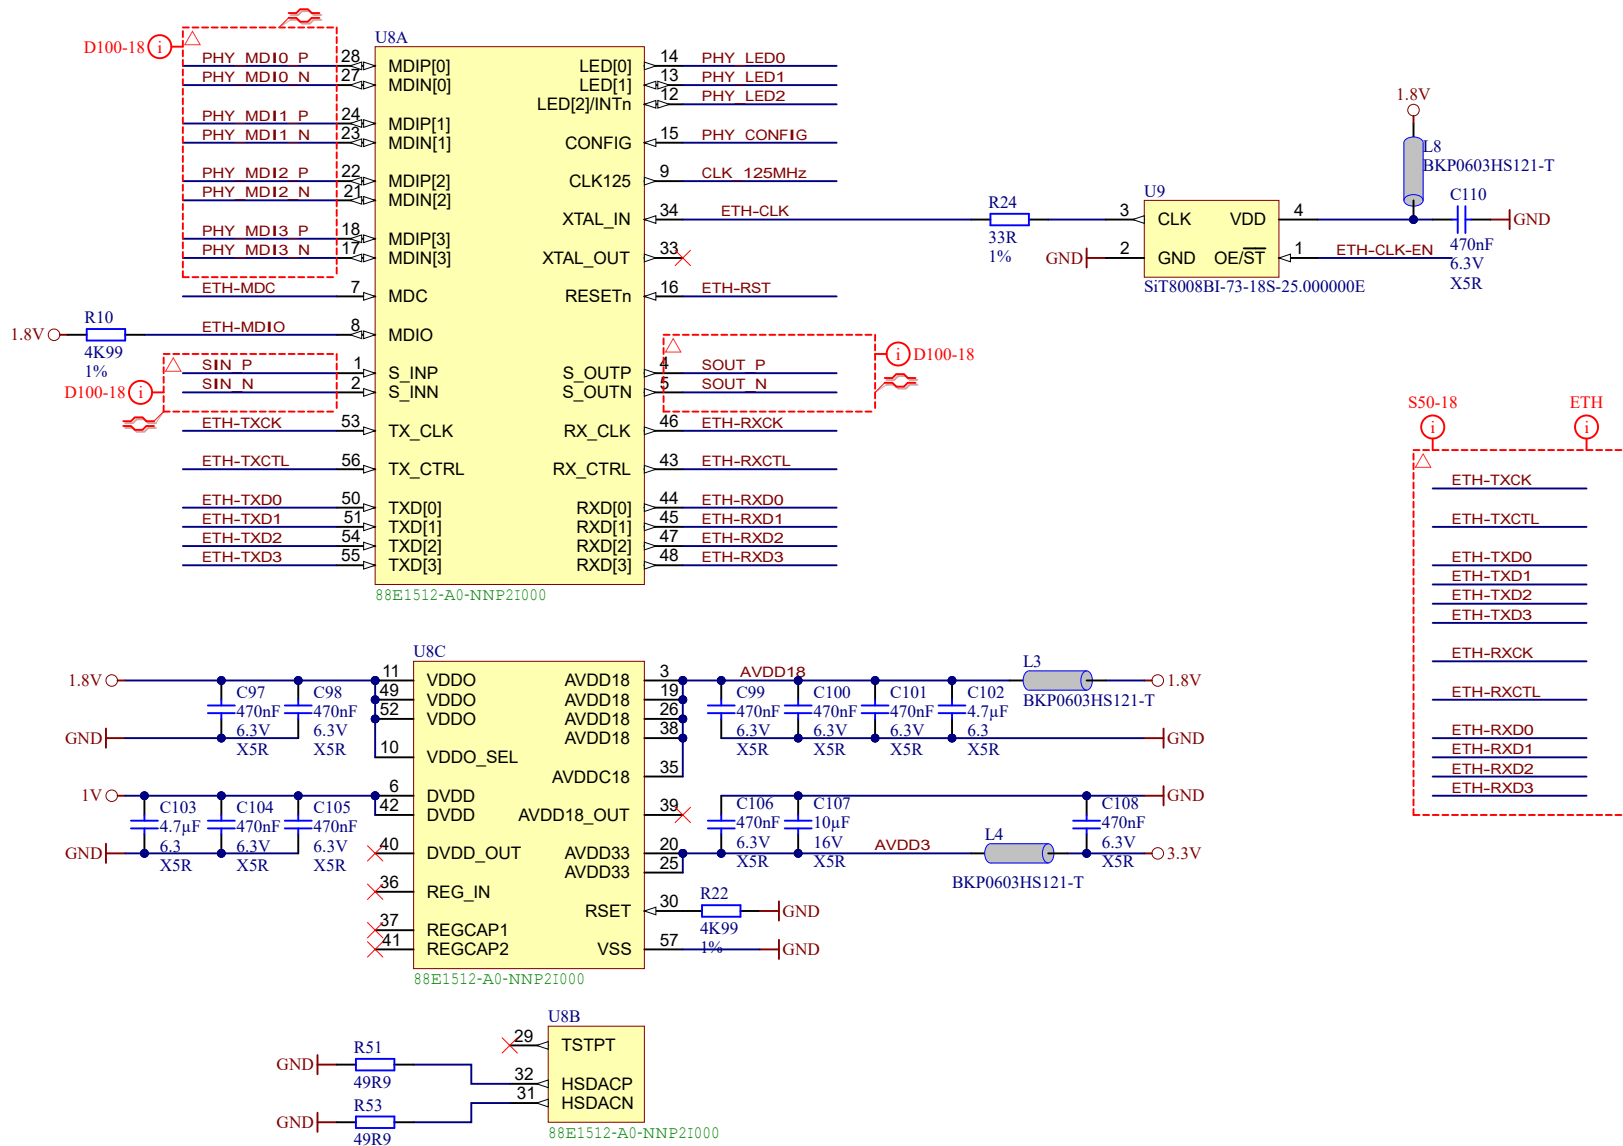 U8A
D100-18 i
PHY_MDI0_P 28 MDIP[0] LED[0] 14 PHY_LED0
PHY_MDI0_N 27 MDIN[0] LED[1] 13 PHY_LED1
LED[2]/INTn 12 PHY_LED2
PHY_MDI1_P 24 MDIP[1]
PHY_MDI1_N 23 MDIN[1] CONFIG 15 PHY_CONFIG
PHY_MDI2_P 22 MDIP[2] CLK125 9 CLK_125MHz
PHY_MDI2_N 21 MDIN[2]
XTAL_IN 34 ETH-CLK
PHY_MDI3_P 18 MDIP[3]
PHY_MDI3_N 17 MDIN[3] XTAL_OUT 33
ETH-MDC 7 MDC RESETn 16 ETH-RST
1.8V R10 ETH-MDIO 8 MDIO
4K99
1%
SIN_P 1 S_INP S_OUTP 4 SOUT_P
SIN_N 2 S_INN S_OUTN 5 SOUT_N
D100-18 i
i D100-18
ETH-TXCK 53 TX_CLK RX_CLK 46 ETH-RXCK
ETH-TXCTL 56 TX_CTRL RX_CTRL 43 ETH-RXCTL
ETH-TXD0 50 TXD[0] RXD[0] 44 ETH-RXD0
ETH-TXD1 51 TXD[1] RXD[1] 45 ETH-RXD1
ETH-TXD2 54 TXD[2] RXD[2] 47 ETH-RXD2
ETH-TXD3 55 TXD[3] RXD[3] 48 ETH-RXD3
88E1512-A0-NNP2I000
1.8V
L8
BKP0603HS121-T
U9
R24
33R
1%
3 CLK VDD 4
GND 2 GND OE/ST 1 ETH-CLK-EN
SiT8008BI-73-18S-25.000000E
C110
GND
470nF
6.3V
X5R
S50-18 ETH
i i
ETH-TXCK
ETH-TXCTL
ETH-TXD0
ETH-TXD1
ETH-TXD2
ETH-TXD3
ETH-RXCK
ETH-RXCTL
ETH-RXD0
ETH-RXD1
ETH-RXD2
ETH-RXD3
U8C
1.8V 11 VDDO AVDD18 3 AVDD18 L3 1.8V
BKP0603HS121-T
49 VDDO AVDD18 19
52 VDDO AVDD18 26
AVDD18 38
10 VDDO_SEL
AVDDC18 35
C97 C98 C99 C100 C101 C102
470nF 470nF 470nF 470nF 470nF 4.7µF
6.3V 6.3V 6.3V 6.3V 6.3V 6.3
X5R X5R X5R X5R X5R X5R
GND GND
1V 6 DVDD
42 DVDD AVDD18_OUT 39
40 DVDD_OUT AVDD33 20 AVDD3 L4 3.3V
AVDD33 25
BKP0603HS121-T
C103 C104 C105 C106 C107 C108
4.7µF 470nF 470nF 470nF 10µF 470nF
6.3 6.3V 6.3V 6.3V 16V 6.3V
X5R X5R X5R X5R X5R X5R
GND GND
36 REG_IN
RSET 30 R22 GND
4K99
1%
37 REGCAP1
41 REGCAP2 VSS 57 GND
88E1512-A0-NNP2I000
U8B
29 TSTPT
GND R51 32 HSDACP
49R9
31 HSDACN
GND R53
49R9
88E1512-A0-NNP2I000